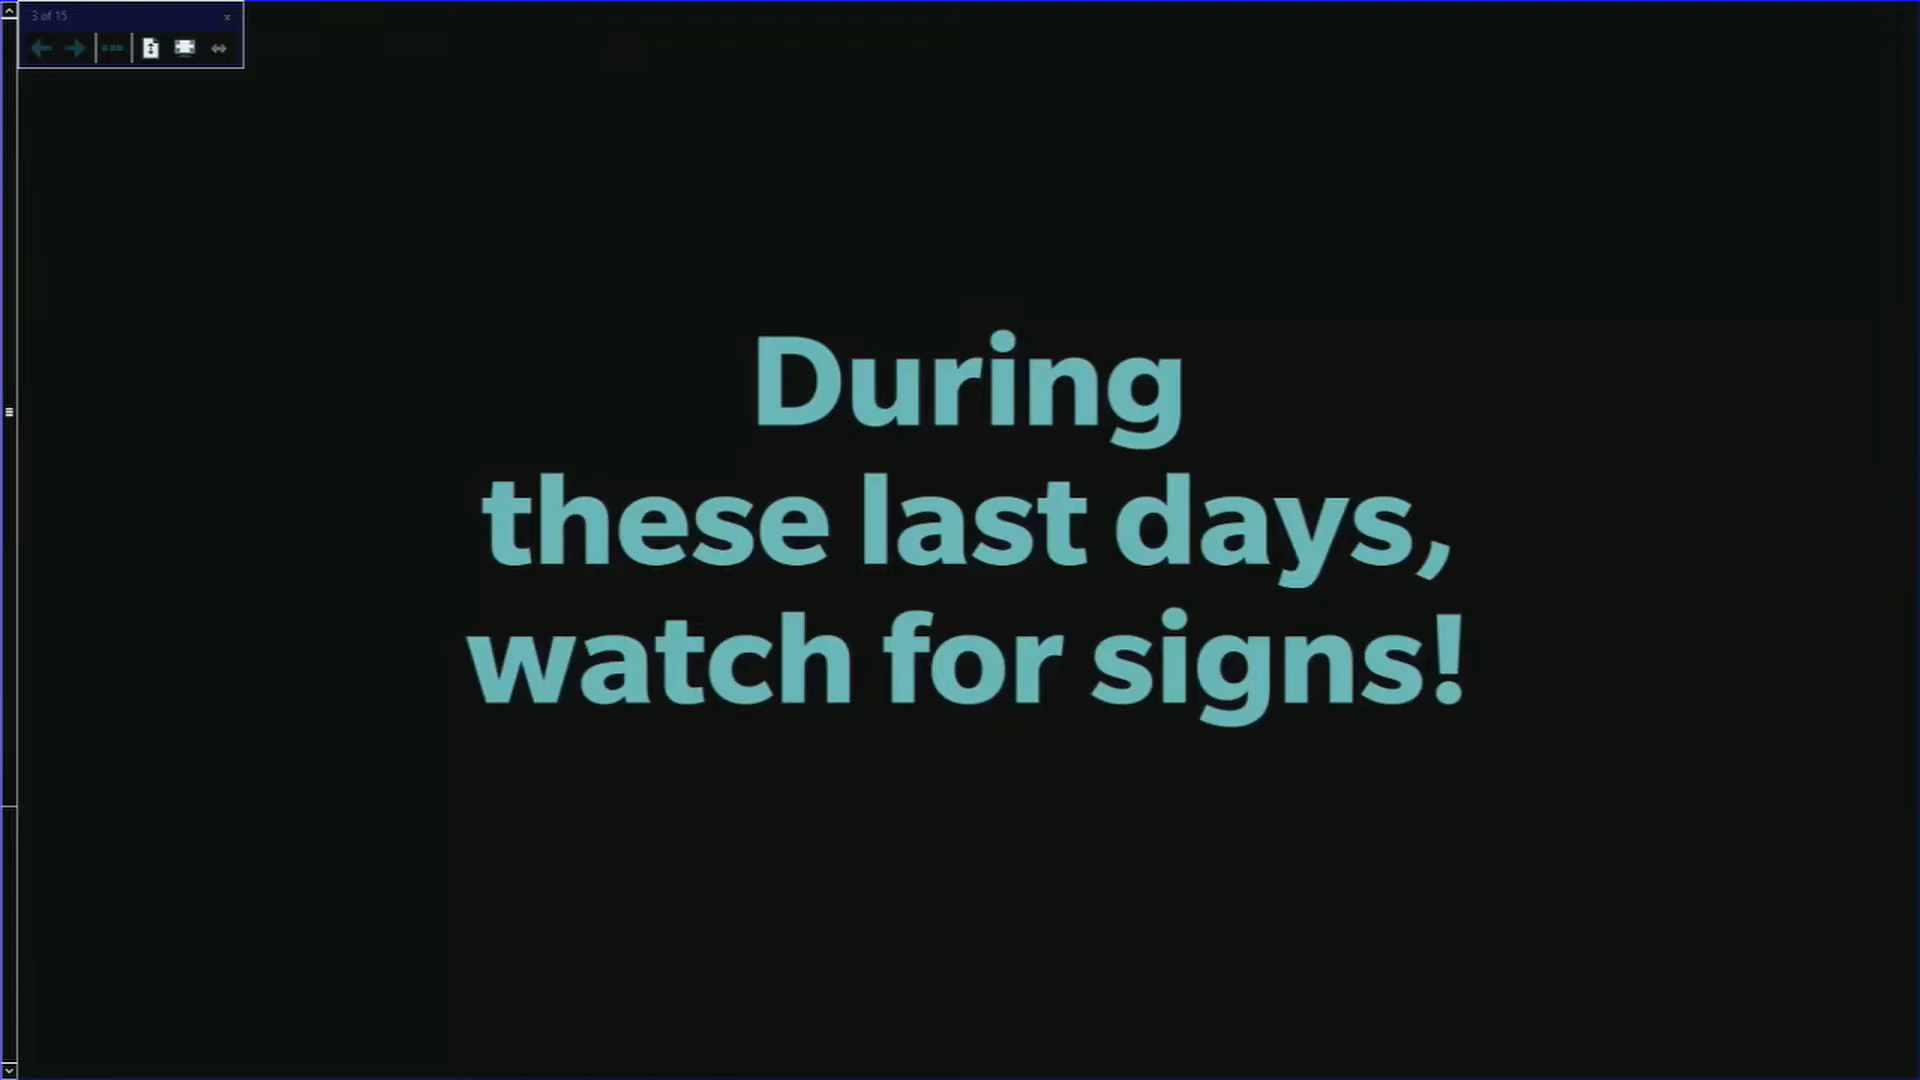 3 of 15
During
these last days,
watch for signs!